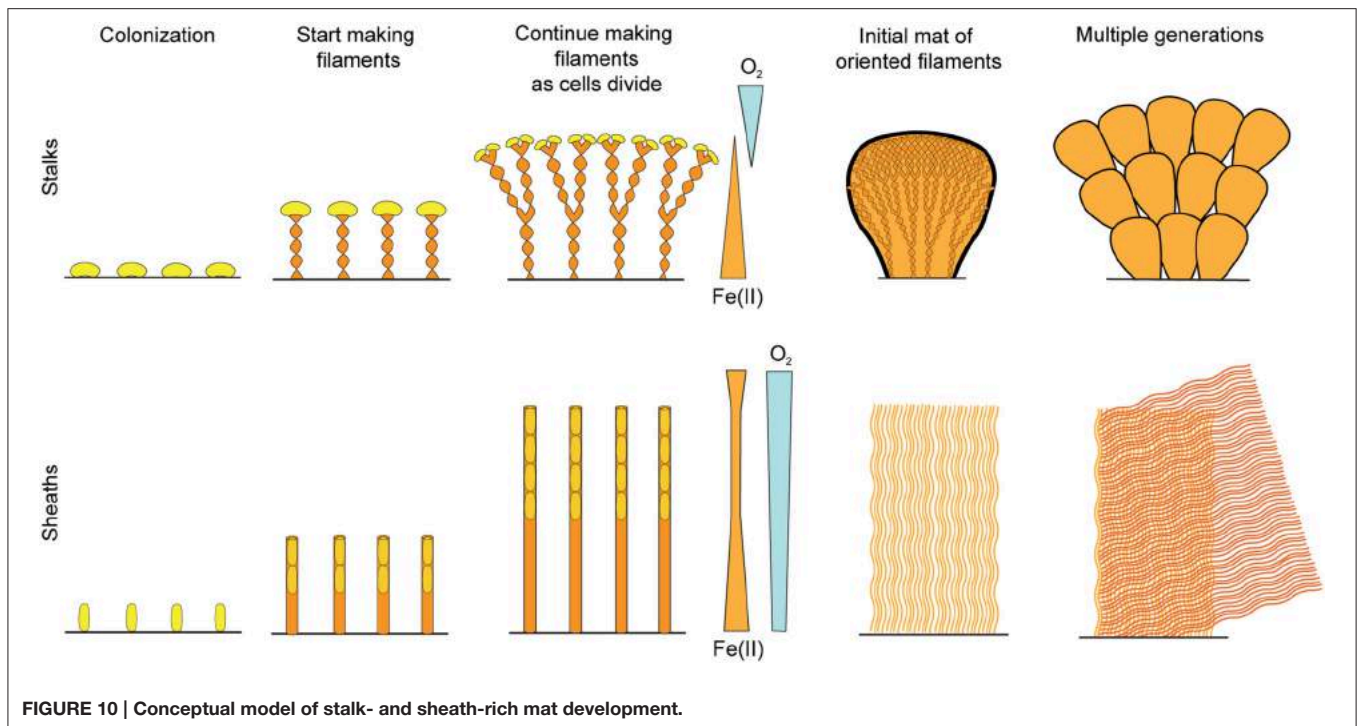 Colonization
Start making
filaments
Continue making
filaments
as cells divide
Initial mat of
oriented filaments
Multiple generations
Stalks
O₂
Fe(II)
Sheaths
O₂
Fe(II)
FIGURE 10 | Conceptual model of stalk- and sheath-rich mat development.